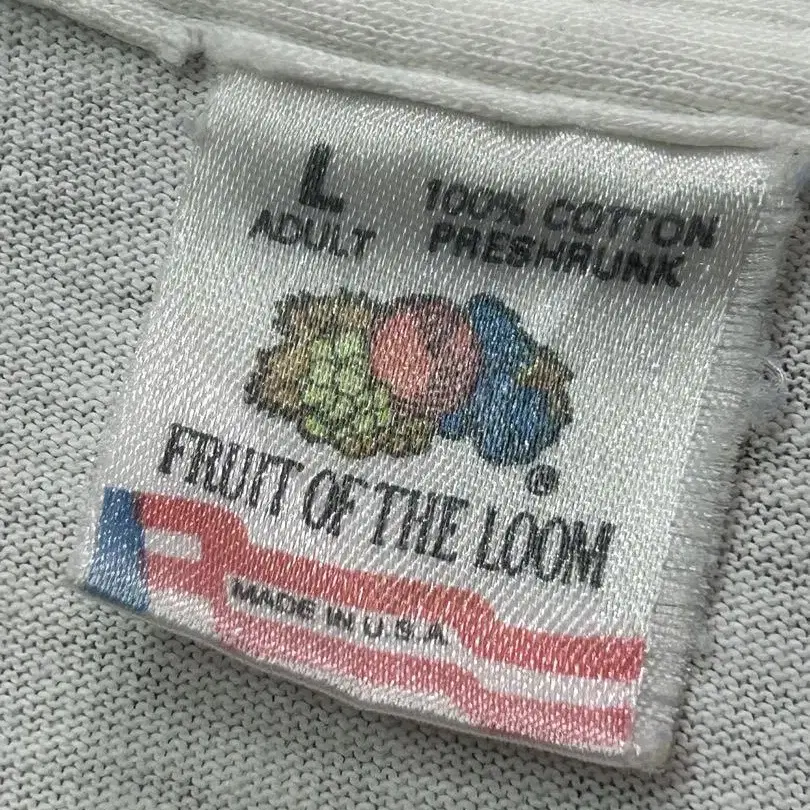 L
ADULT
100% COTTON
PRESHRUNK
®
FRUIT OF THE LOOM
MADE IN U.S.A.